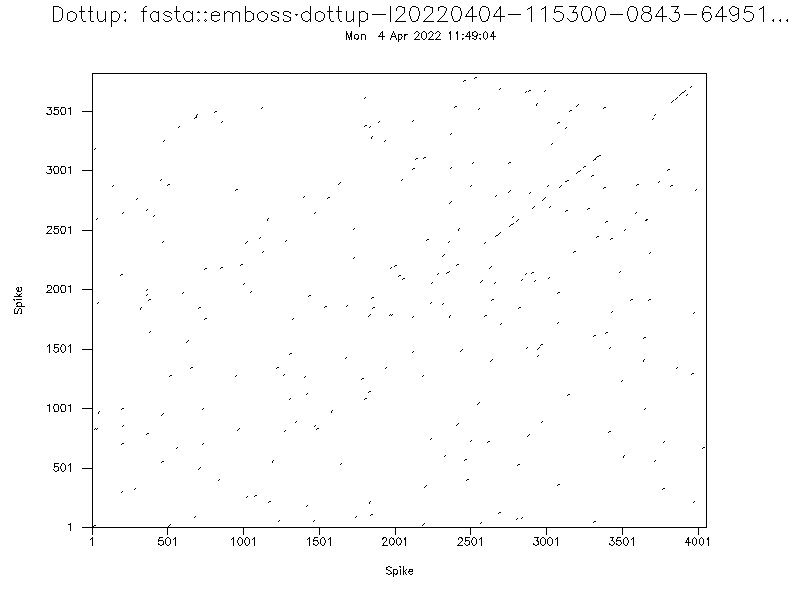 Dottup: fasta::emboss·dottup-I20220404-115300-0843-64951...
Mon 4 Apr 2022 11:49:04
3501
3001
2501
2001
1501
1001
501
1
Spike
1 501 1001 1501 2001 2501 3001 3501 4001
Spike